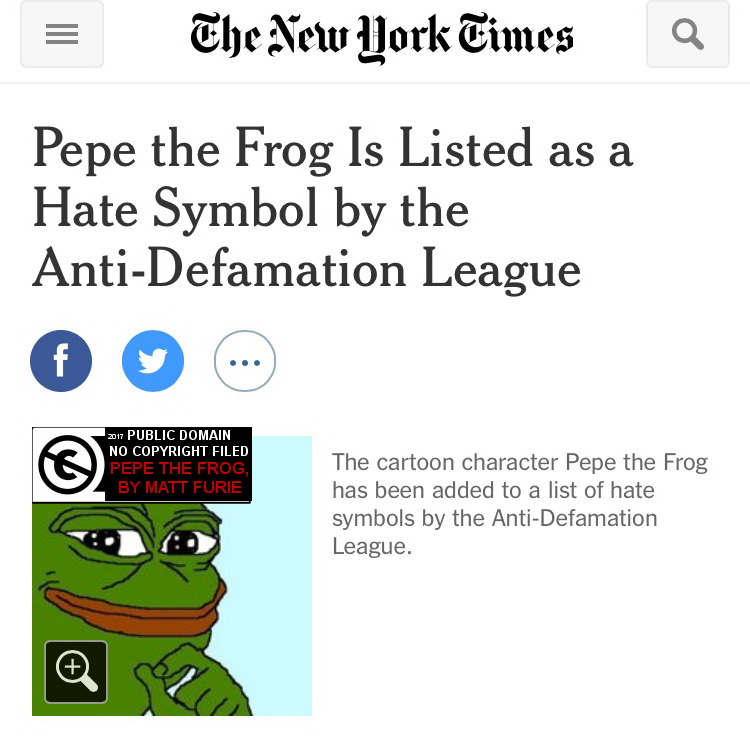 The New York Times
Pepe the Frog Is Listed as a
Hate Symbol by the
Anti-Defamation League
f
2017 PUBLIC DOMAIN
NO COPYRIGHT FILED
PEPE THE FROG,
BY MATT FURIE
The cartoon character Pepe the Frog
has been added to a list of hate
symbols by the Anti-Defamation
League.